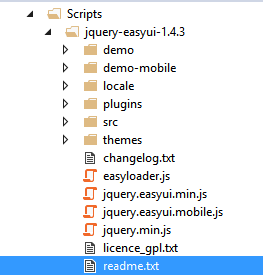 Scripts
jquery-easyui-1.4.3
demo
demo-mobile
locale
plugins
src
themes
changelog.txt
easyloader.js
jquery.easyui.min.js
jquery.easyui.mobile.js
jquery.min.js
licence_gpl.txt
readme.txt